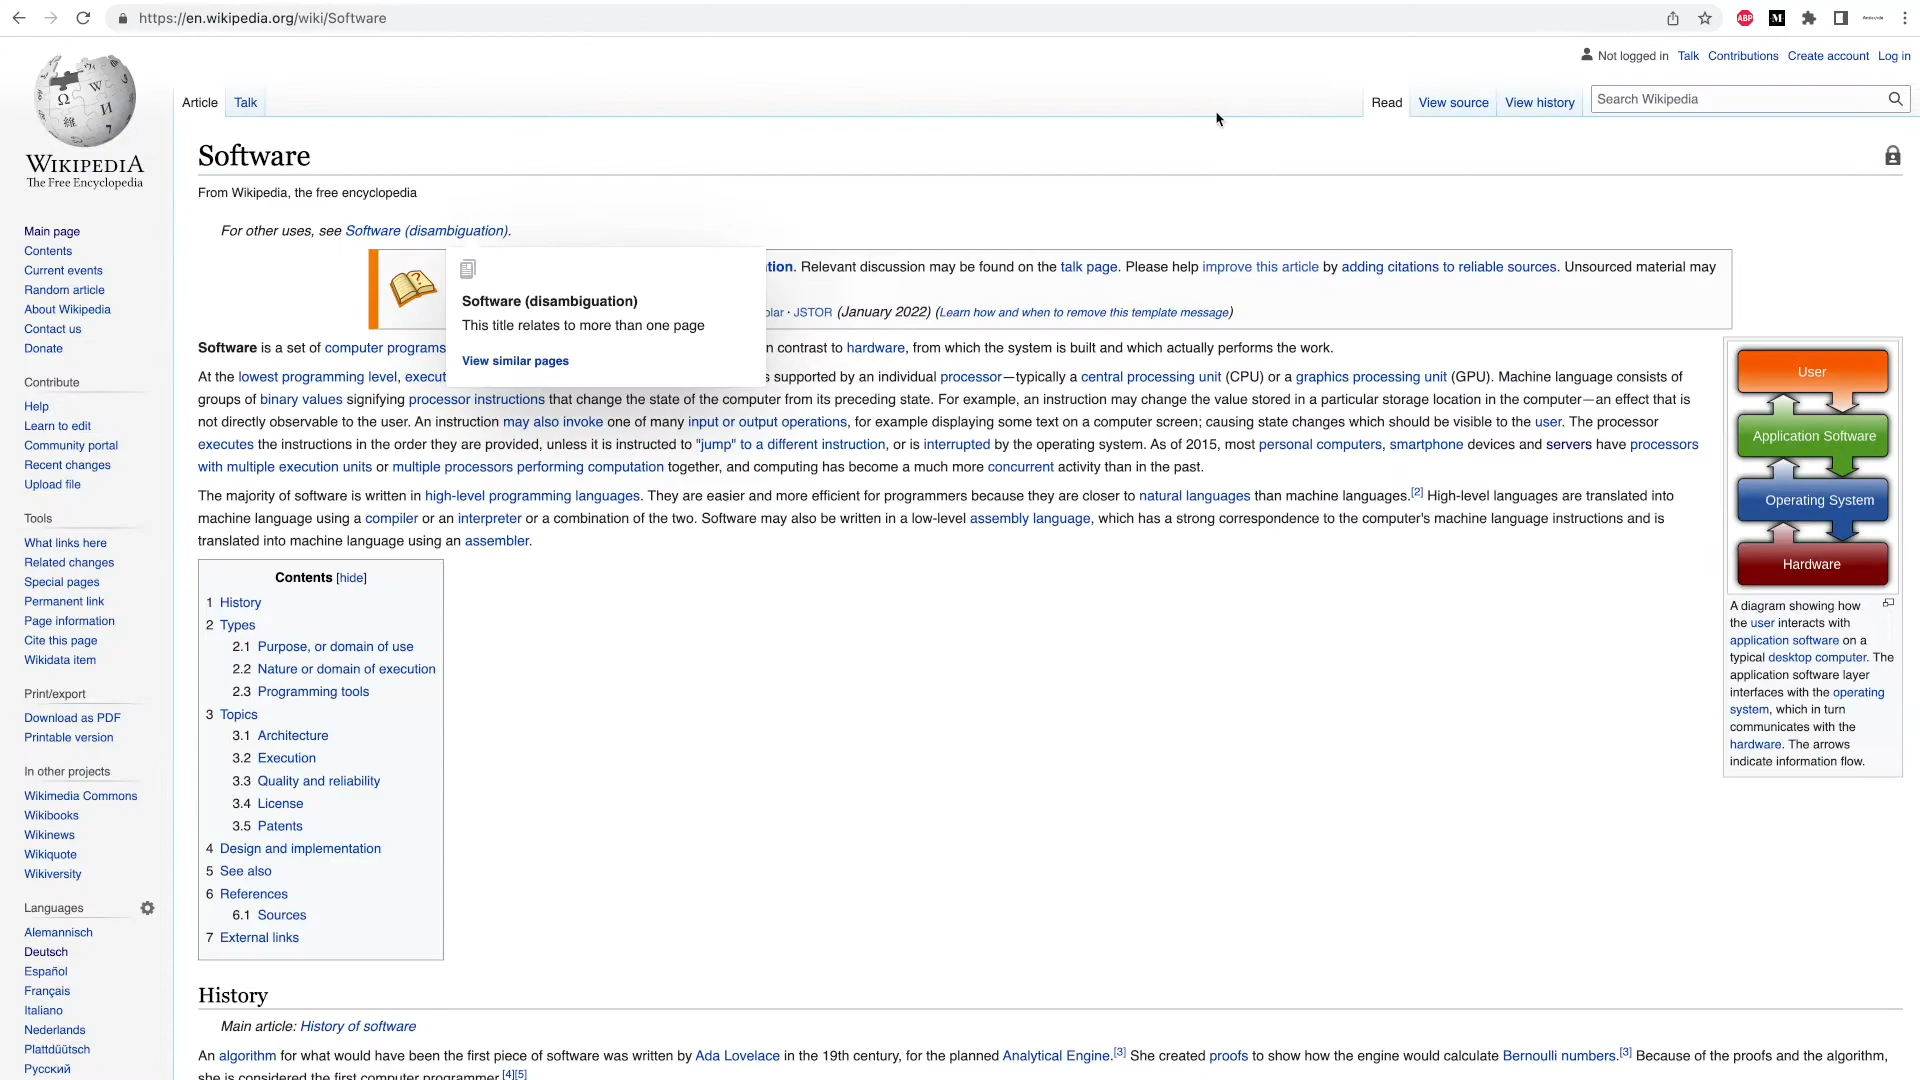 https://en.wikipedia.org/wiki/Software
ABP
M
Not logged in Talk Contributions Create account Log in
Article Talk
Read View source View history Search Wikipedia
WIKIPEDIA
The Free Encyclopedia
Software
From Wikipedia, the free encyclopedia
For other uses, see Software (disambiguation).
tion. Relevant discussion may be found on the talk page. Please help improve this article by adding citations to reliable sources. Unsourced material may
olar · JSTOR (January 2022) (Learn how and when to remove this template message)
Software (disambiguation)
This title relates to more than one page
View similar pages
Software is a set of computer programs n contrast to hardware, from which the system is built and which actually performs the work.
At the lowest programming level, execut s supported by an individual processor—typically a central processing unit (CPU) or a graphics processing unit (GPU). Machine language consists of
groups of binary values signifying processor instructions that change the state of the computer from its preceding state. For example, an instruction may change the value stored in a particular storage location in the computer—an effect that is
not directly observable to the user. An instruction may also invoke one of many input or output operations, for example displaying some text on a computer screen; causing state changes which should be visible to the user. The processor
executes the instructions in the order they are provided, unless it is instructed to "jump" to a different instruction, or is interrupted by the operating system. As of 2015, most personal computers, smartphone devices and servers have processors
with multiple execution units or multiple processors performing computation together, and computing has become a much more concurrent activity than in the past.
The majority of software is written in high-level programming languages. They are easier and more efficient for programmers because they are closer to natural languages than machine languages.[2] High-level languages are translated into
machine language using a compiler or an interpreter or a combination of the two. Software may also be written in a low-level assembly language, which has a strong correspondence to the computer's machine language instructions and is
translated into machine language using an assembler.
Contents [hide]
1 History
2 Types
2.1 Purpose, or domain of use
2.2 Nature or domain of execution
2.3 Programming tools
3 Topics
3.1 Architecture
3.2 Execution
3.3 Quality and reliability
3.4 License
3.5 Patents
4 Design and implementation
5 See also
6 References
6.1 Sources
7 External links
User
Application Software
Operating System
Hardware
A diagram showing how
the user interacts with
application software on a
typical desktop computer. The
application software layer
interfaces with the operating
system, which in turn
communicates with the
hardware. The arrows
indicate information flow.
History
Main article: History of software
An algorithm for what would have been the first piece of software was written by Ada Lovelace in the 19th century, for the planned Analytical Engine.[3] She created proofs to show how the engine would calculate Bernoulli numbers.[3] Because of the proofs and the algorithm,
she is considered the first computer programmer.[4][5]
Main page
Contents
Current events
Random article
About Wikipedia
Contact us
Donate
Contribute
Help
Learn to edit
Community portal
Recent changes
Upload file
Tools
What links here
Related changes
Special pages
Permanent link
Page information
Cite this page
Wikidata item
Print/export
Download as PDF
Printable version
In other projects
Wikimedia Commons
Wikibooks
Wikinews
Wikiquote
Wikiversity
Languages
Alemannisch
Deutsch
Español
Français
Italiano
Nederlands
Plattdüütsch
Русский